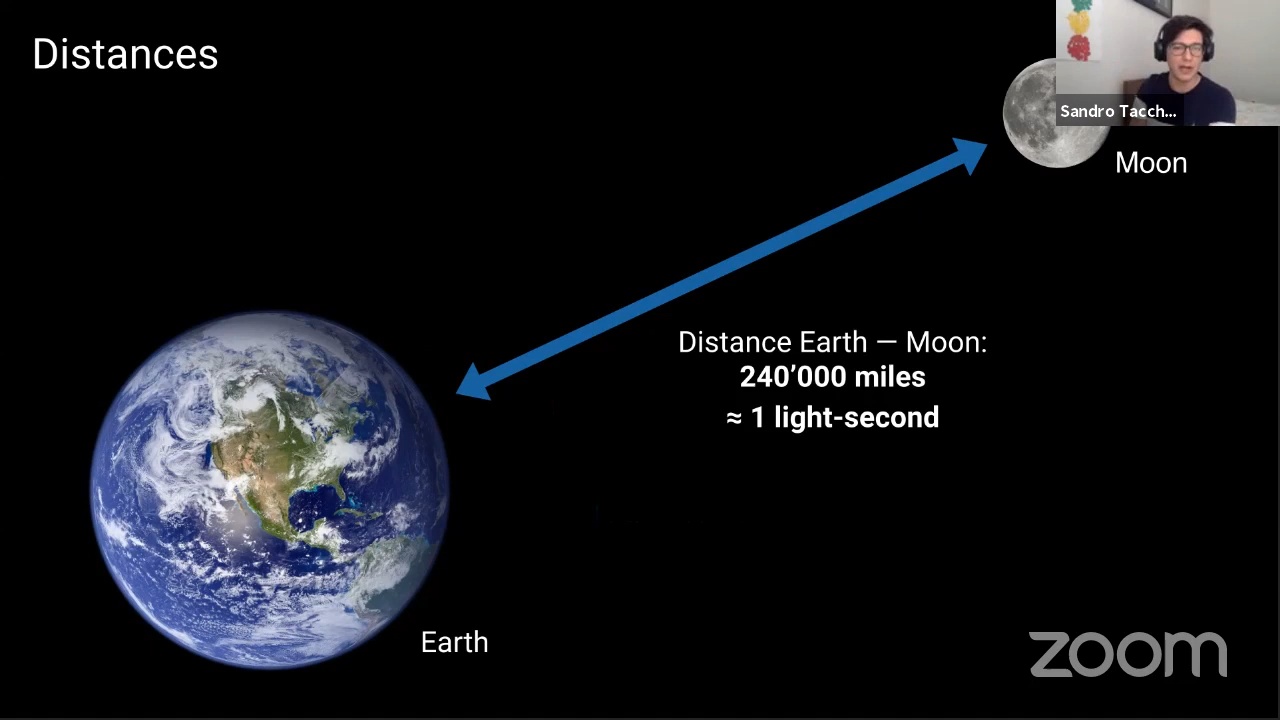 Distances
Sandro Tacch...
Moon
Distance Earth — Moon:
240’000 miles
≈ 1 light-second
Earth
zoom